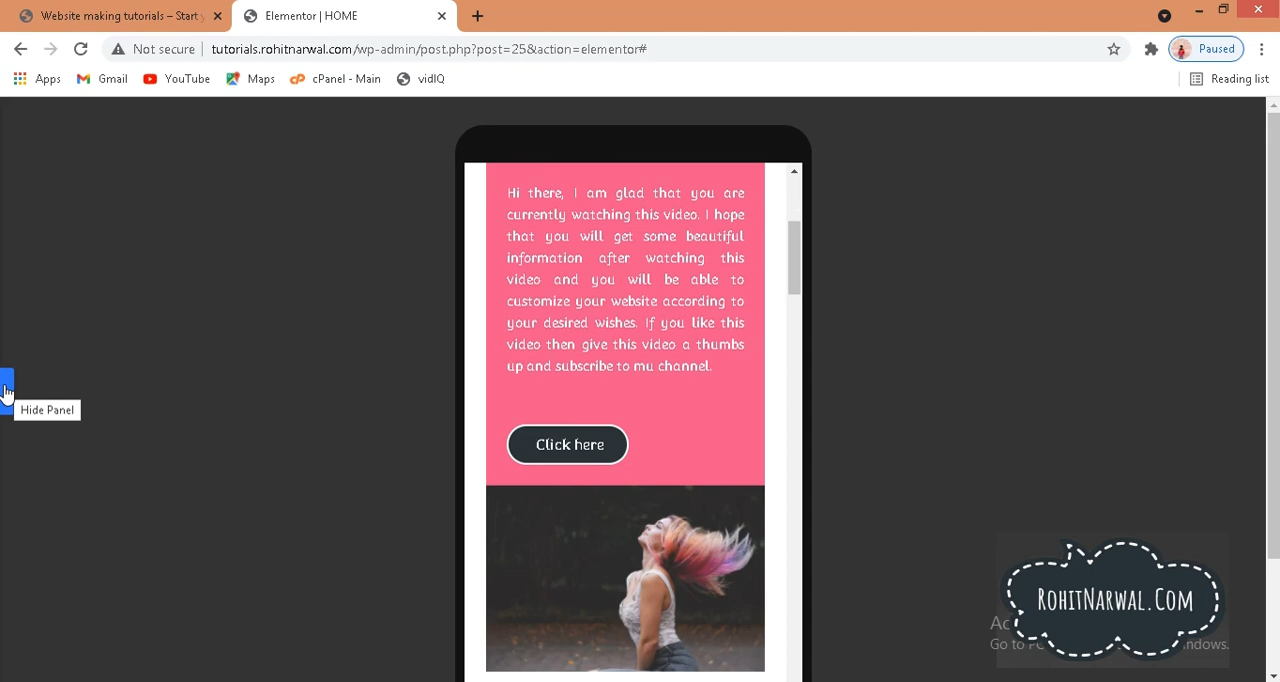 Website making tutorials – Start y
Elementor | HOME
Not secure
tutorials.rohitnarwal.com/wp-admin/post.php?post=25&action=elementor#
Paused
Apps
Gmail
YouTube
Maps
cPanel - Main
vidIQ
Reading list
Hi there, I am glad that you are
currently watching this video. I hope
that you will get some beautiful
information after watching this
video and you will be able to
customize your website according to
your desired wishes. If you like this
video then give this video a thumbs
up and subscribe to mu channel.
Hide Panel
Click here
RohitNarwal.Com
Go to